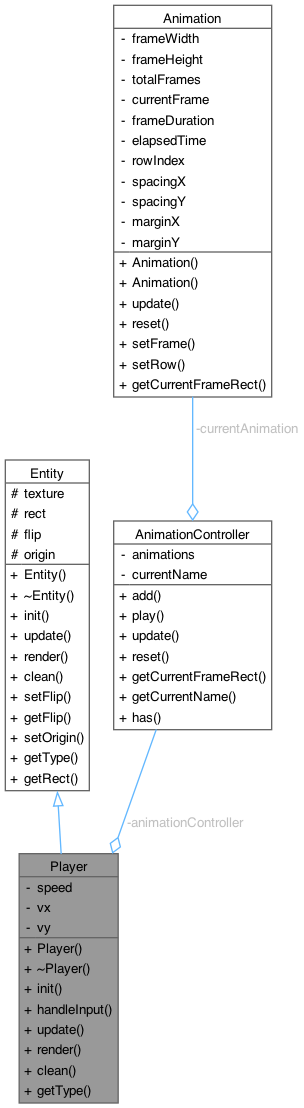 Animation
- frameWidth
- frameHeight
- totalFrames
- currentFrame
- frameDuration
- elapsedTime
- rowIndex
- spacingX
- spacingY
- marginX
- marginY
+ Animation()
+ Animation()
+ update()
+ reset()
+ setFrame()
+ setRow()
+ getCurrentFrameRect()
-currentAnimation
Entity
# texture
# rect
# flip
# origin
+ Entity()
+ ~Entity()
+ init()
+ update()
+ render()
+ clean()
+ setFlip()
+ getFlip()
+ setOrigin()
+ getType()
+ getRect()
AnimationController
- animations
- currentName
+ add()
+ play()
+ update()
+ reset()
+ getCurrentFrameRect()
+ getCurrentName()
+ has()
-animationController
Player
- speed
- vx
- vy
+ Player()
+ ~Player()
+ init()
+ handleInput()
+ update()
+ render()
+ clean()
+ getType()